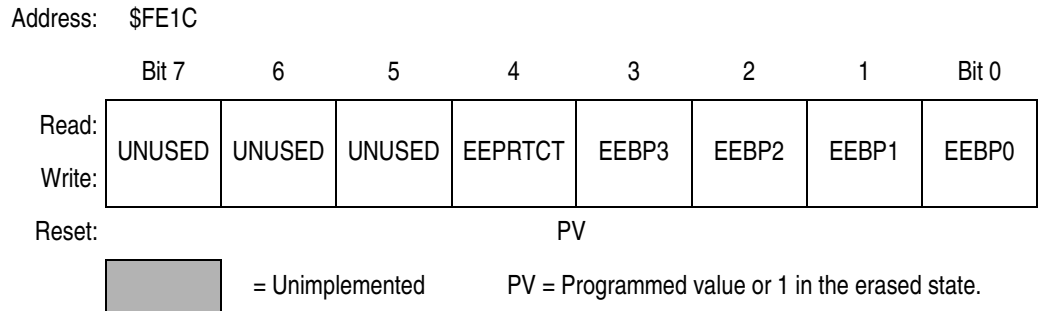 Address: $FE1C
Bit 7 6 5 4 3 2 1 Bit 0
Read:
UNUSED UNUSED UNUSED EEPRTCT EEBP3 EEBP2 EEBP1 EEBP0
Write:
Reset: PV
= Unimplemented PV = Programmed value or 1 in the erased state.